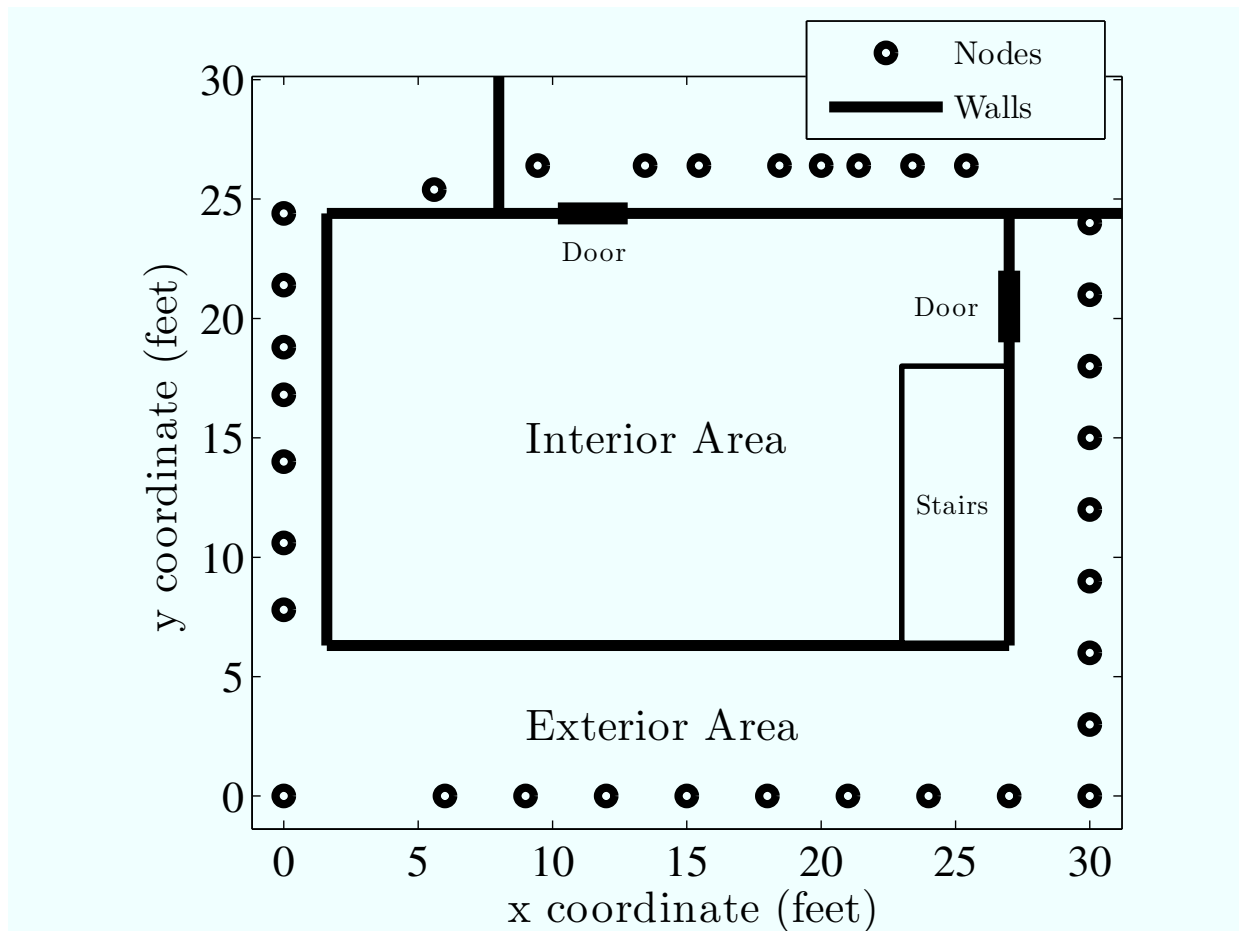 Nodes
Walls
30
25
20
15
10
5
0
y coordinate (feet)
Door
Door
Interior Area
Stairs
Exterior Area
0 5 10 15 20 25 30
x coordinate (feet)